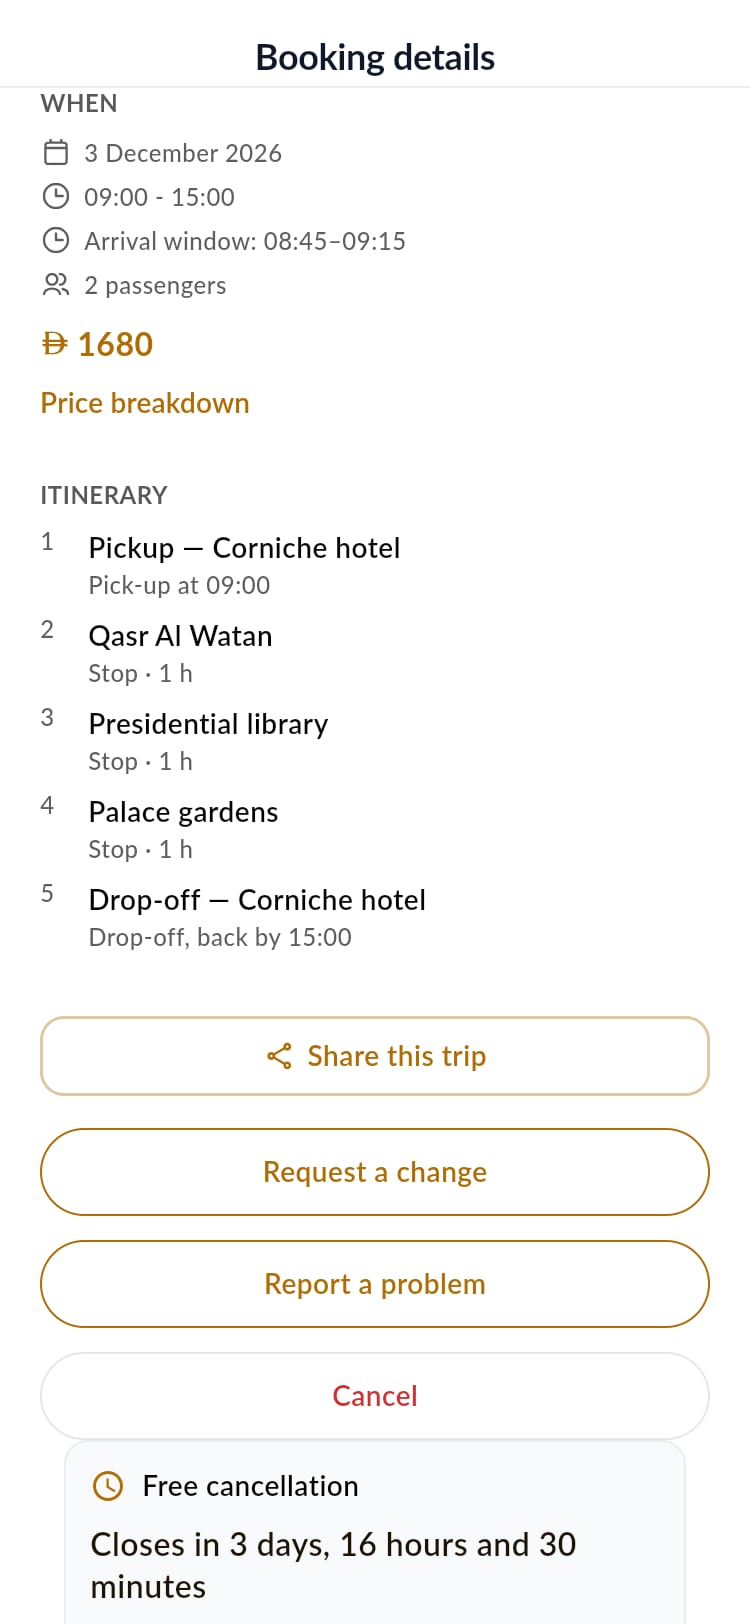 Booking details
WHEN
3 December 2026
09:00 - 15:00
Arrival window: 08:45–09:15
2 passengers
1680
Price breakdown
ITINERARY
1
Pickup — Corniche hotel
Pick-up at 09:00
2
Qasr Al Watan
Stop · 1 h
3
Presidential library
Stop · 1 h
4
Palace gardens
Stop · 1 h
5
Drop-off — Corniche hotel
Drop-off, back by 15:00
Share this trip
Request a change
Report a problem
Cancel
Free cancellation
Closes in 3 days, 16 hours and 30
minutes